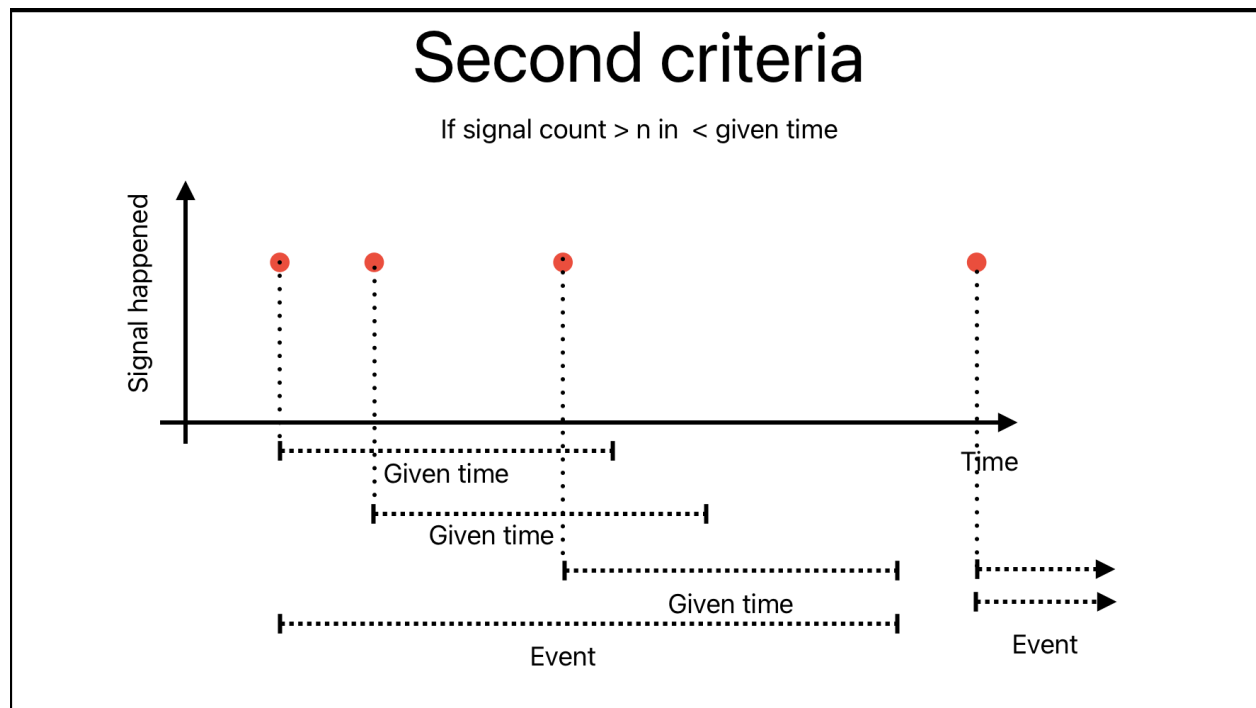 Second criteria
If signal count > n in  < given time
Signal happened
Time
Given time
Given time
Given time
Event
Event